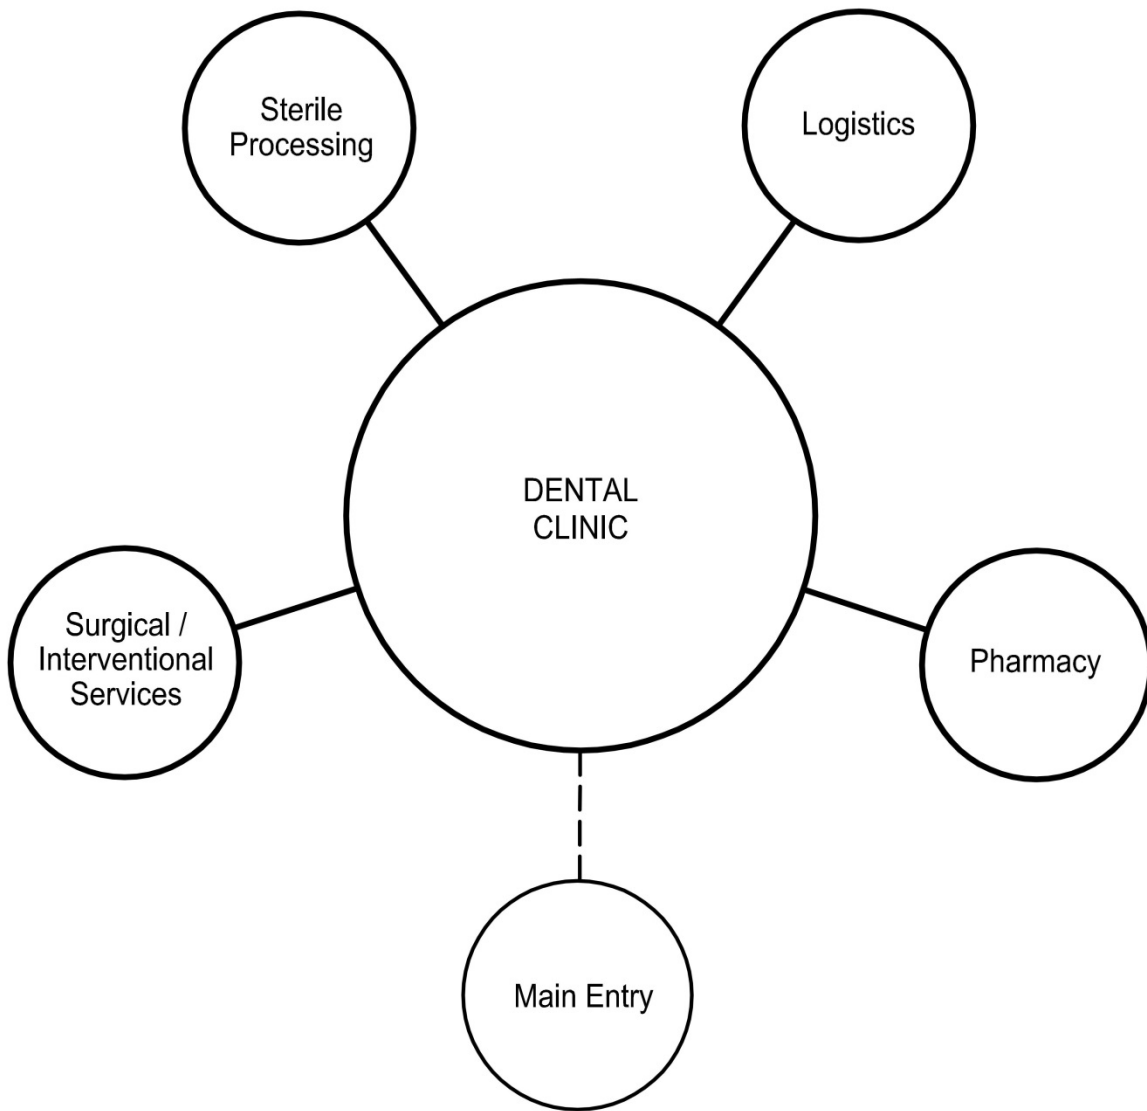 Sterile
Processing
Logistics
DENTAL
CLINIC
Surgical /
Interventional
Services
Pharmacy
Main Entry